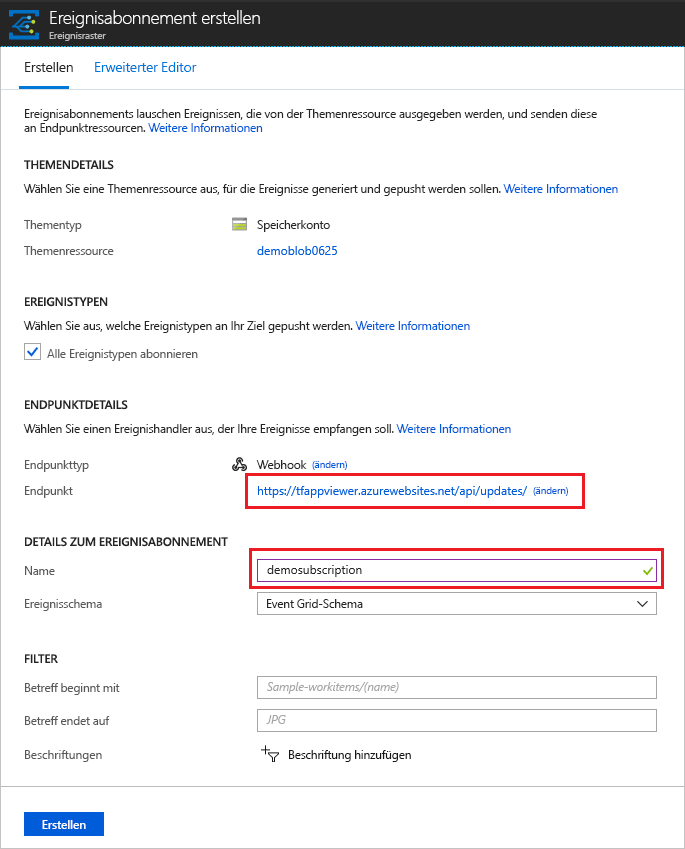 Ereignisabonnement erstellen
Ereignisraster
Erstellen Erweiterter Editor
Ereignisabonnements lauschen Ereignissen, die von der Themenressource ausgegeben werden, und senden diese
an Endpunktressourcen. Weitere Informationen
THEMENDETAILS
Wählen Sie eine Themenressource aus, für die Ereignisse generiert und gepusht werden sollen. Weitere Informationen
Thementyp Speicherkonto
Themenressource demoblob0625
EREIGNISTYPEN
Wählen Sie aus, welche Ereignistypen an Ihr Ziel gepusht werden. Weitere Informationen
Alle Ereignistypen abonnieren
ENDPUNKTDETAILS
Wählen Sie einen Ereignishandler aus, der Ihre Ereignisse empfangen soll. Weitere Informationen
Endpunkttyp Webhook (ändern)
Endpunkt https://tfappviewer.azurewebsites.net/api/updates/ (ändern)
DETAILS ZUM EREIGNISABONNEMENT
Name demosubscription
Ereignisschema Event Grid-Schema
FILTER
Betreff beginnt mit Sample-workitems/(name)
Betreff endet auf JPG
Beschriftungen Beschriftung hinzufügen
Erstellen